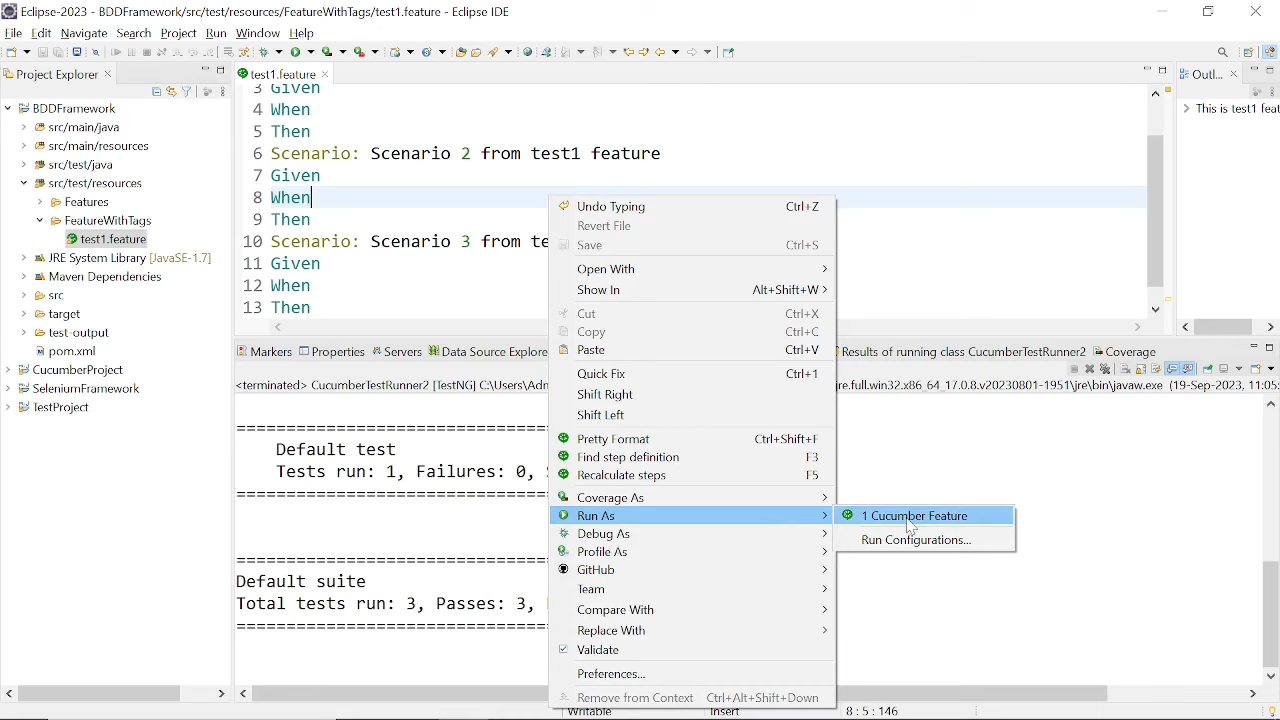 Eclipse-2023 - BDDFramework/src/test/resources/FeatureWithTags/test1.feature - Eclipse IDE
File Edit Navigate Search Project Run Window Help
Project Explorer
test1.feature
Outl...
BDDFramework
src/main/java
src/main/resources
src/test/java
src/test/resources
Features
FeatureWithTags
test1.feature
JRE System Library [JavaSE-1.7]
Maven Dependencies
src
target
test-output
pom.xml
CucumberProject
SeleniumFramework
TestProject
3 Given
4 When
5 Then
6 Scenario: Scenario 2 from test1 feature
7 Given
8 When
9 Then
10 Scenario: Scenario 3 from te
11 Given
12 When
13 Then
This is test1 feat
Markers Properties Servers Data Source Explore
Results of running class CucumberTestRunner2 Coverage
<terminated> CucumberTestRunner2 [TestNG] C:\Users\Adn
jre.full.win32.x86_64_17.0.8.v20230801-1951\jre\bin\javaw.exe (19-Sep-2023, 11:05
===============================
Default test
Tests run: 1, Failures: 0,
===============================
===============================
Default suite
Total tests run: 3, Passes: 3,
===============================
Undo Typing Ctrl+Z
Revert File
Save Ctrl+S
Open With
Show In Alt+Shift+W
Cut Ctrl+X
Copy Ctrl+C
Paste Ctrl+V
Quick Fix Ctrl+1
Shift Right
Shift Left
Pretty Format Ctrl+Shift+F
Find step definition F3
Recalculate steps F5
Coverage As
Run As
Debug As
Profile As
GitHub
Team
Compare With
Replace With
Validate
Preferences...
Remove from Context Ctrl+Alt+Shift+Down
1 Cucumber Feature
Run Configurations...
Writable Insert 8 : 5 : 146